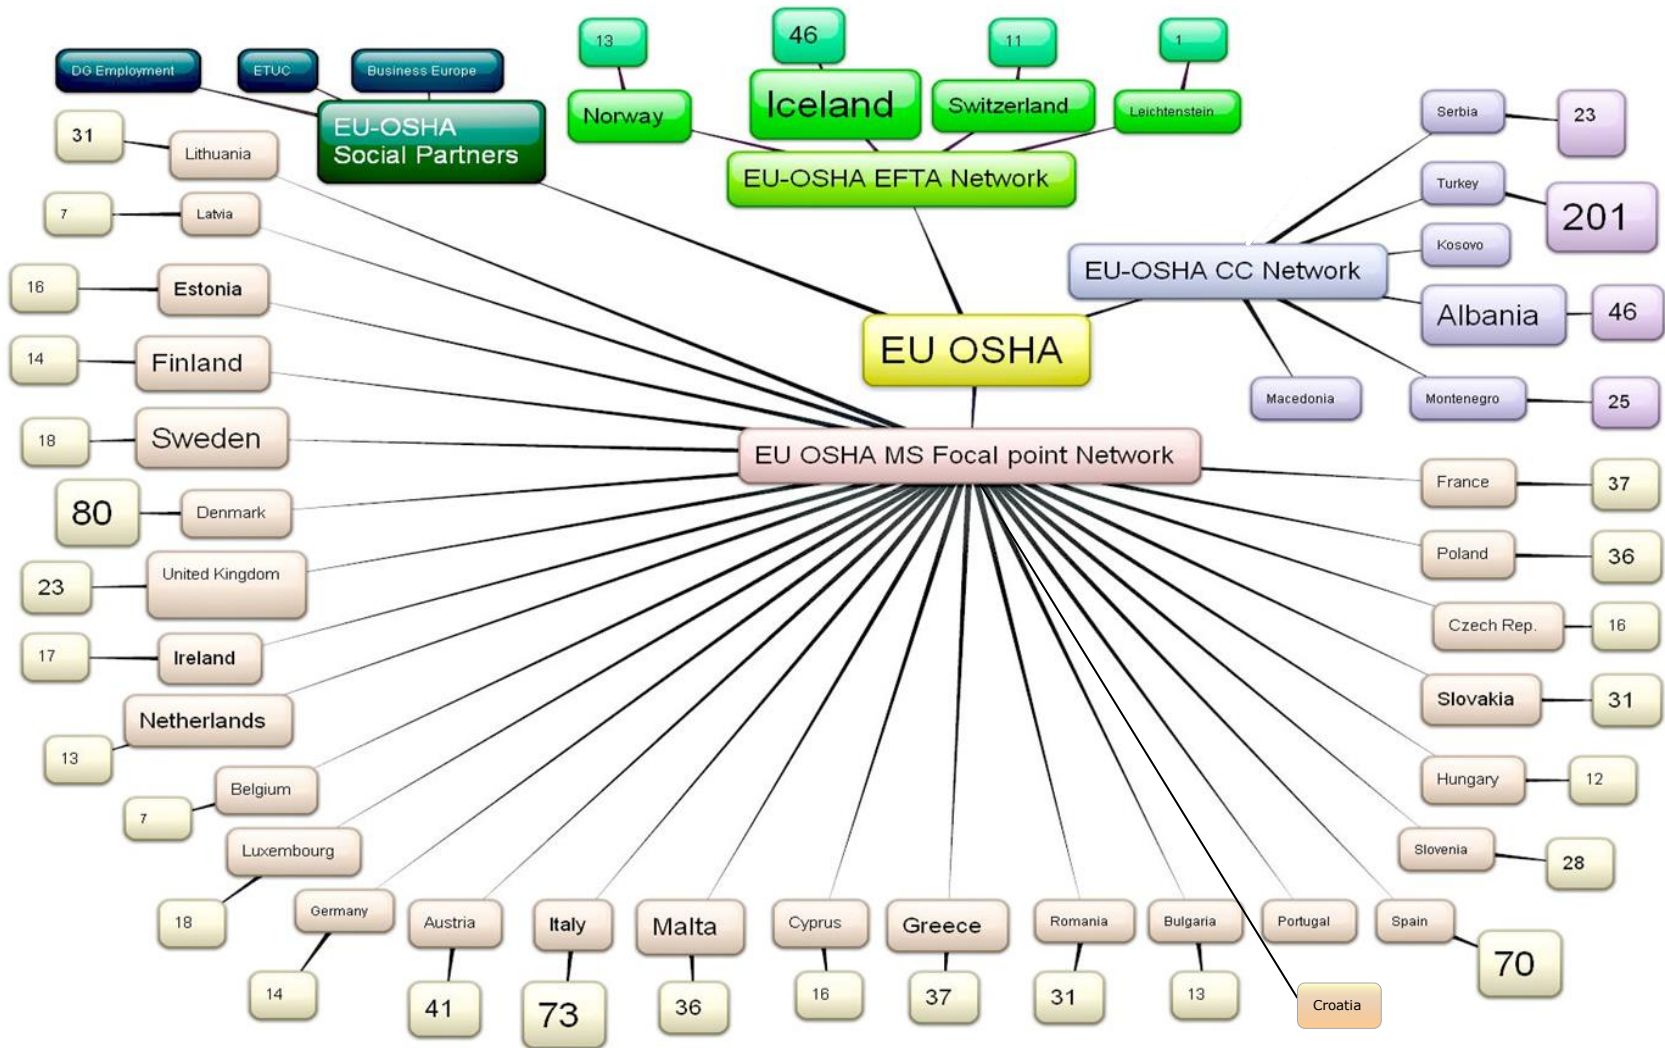 13
46
11
1
DG Employment
ETUC
Business Europe
Norway
Iceland
Switzerland
Leichtenstein
EU-OSHA
Social Partners
EU-OSHA EFTA Network
Serbia
23
Turkey
201
Kosovo
EU-OSHA CC Network
Albania
46
Macedonia
Montenegro
25
EU OSHA
EU OSHA MS Focal point Network
31
Lithuania
7
Latvia
16
Estonia
14
Finland
18
Sweden
80
Denmark
23
United Kingdom
17
Ireland
Netherlands
13
Belgium
7
Luxembourg
18
Germany
14
Austria
41
Italy
73
Malta
36
Cyprus
16
Greece
37
Romania
31
Bulgaria
13
Portugal
Croatia
Spain
70
Slovenia
28
Hungary
12
Slovakia
31
Czech Rep.
16
Poland
36
France
37